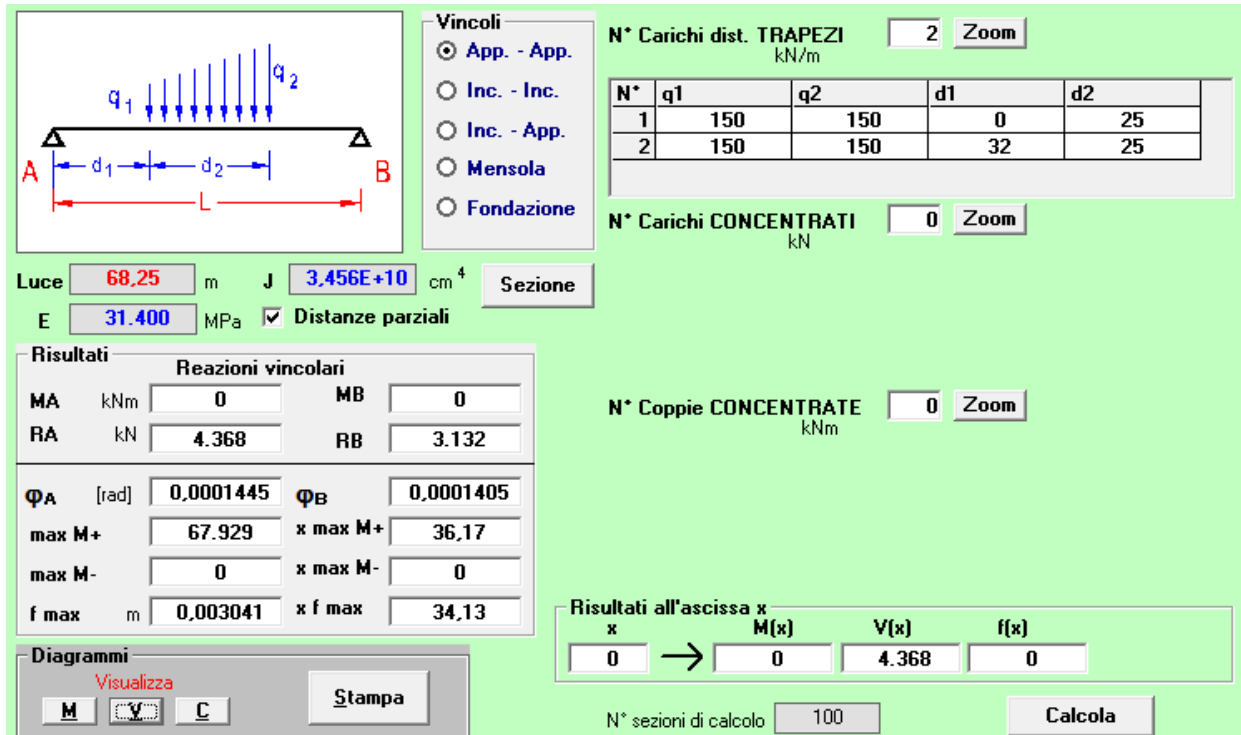 q1
q2
A
d1
d2
B
L
Vincoli
App. - App.
Inc. - Inc.
Inc. - App.
Mensola
Fondazione
N° Carichi dist. TRAPEZI 2 Zoom
kN/m
N° q1 q2 d1 d2
1 150 150 0 25
2 150 150 32 25
N° Carichi CONCENTRATI 0 Zoom
kN
Luce 68,25 m J 3,456E+10 cm 4 Sezione
E 31.400 MPa Distanze parziali
Risultati
Reazioni vincolari
MA kNm 0 MB 0
RA kN 4.368 RB 3.132
N° Coppie CONCENTRATE 0 Zoom
kNm
φA [rad] 0,0001445 φB 0,0001405
max M+ 67.929 x max M+ 36,17
max M- 0 x max M- 0
f max m 0,003041 x f max 34,13
Risultati all'ascissa x
x M(x) V(x) f(x)
0 0 4.368 0
Diagrammi
Visualizza
M V C Stampa
N° sezioni di calcolo 100 Calcola